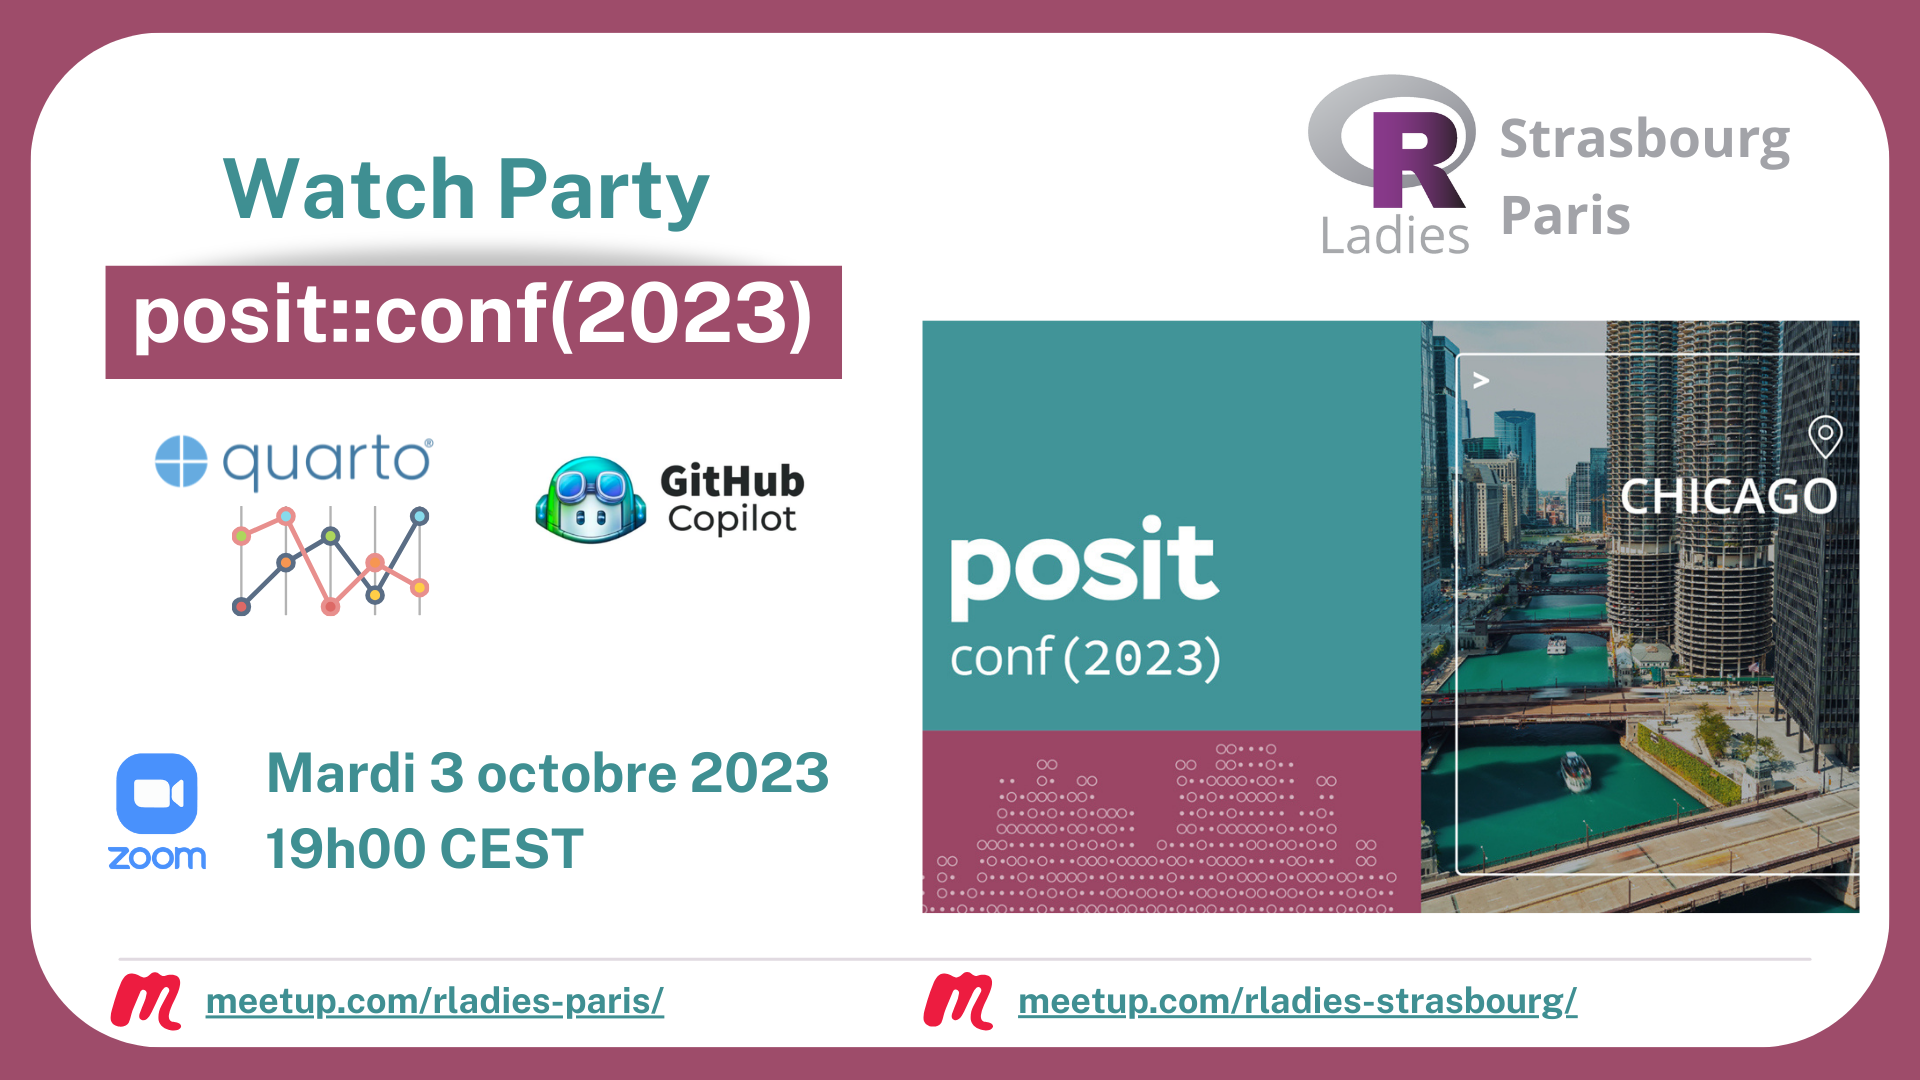 Watch Party
posit::conf(2023)
quarto®
GitHub
Copilot
zoom
Mardi 3 octobre 2023
19h00 CEST
R
Ladies
Strasbourg
Paris
posit
conf(2023)
>
CHICAGO
m
meetup.com/rladies-paris/
m
meetup.com/rladies-strasbourg/